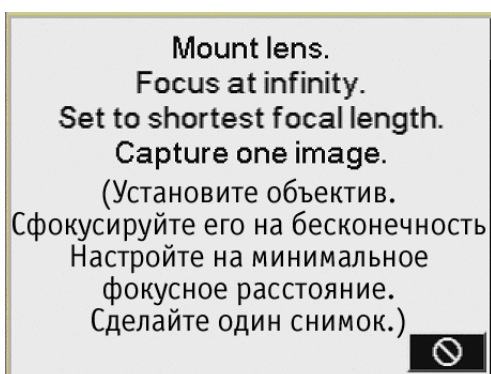 Mount lens.
Focus at infinity.
Set to shortest focal length.
Capture one image.
(Установите объектив.
Сфокусируйте его на бесконечность
Настройте на минимальное
фокусное расстояние.
Сделайте один снимок.)